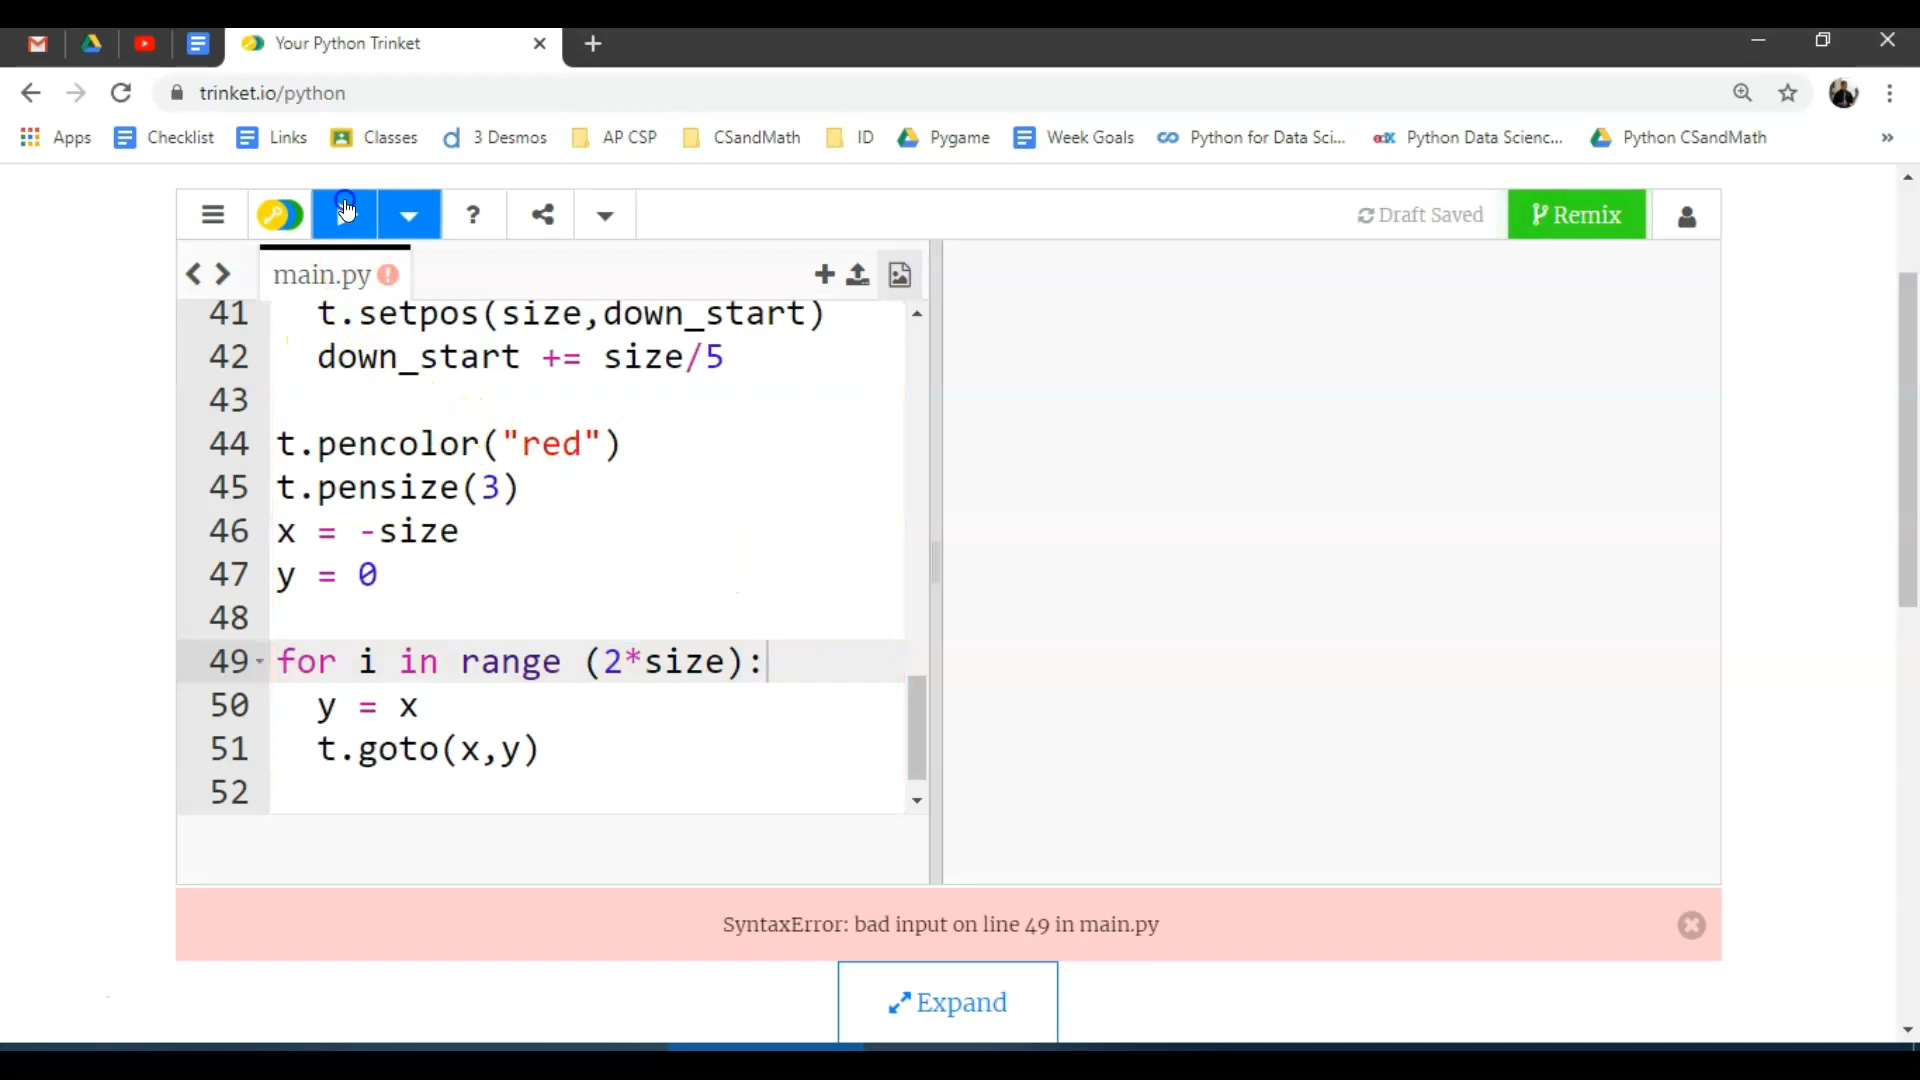 Your Python Trinket
trinket.io/python
Apps Checklist Links Classes 3 Desmos AP CSP CSandMath ID Pygame Week Goals Python for Data Sci... Python Data Scienc... Python CSandMath »
? Draft Saved Remix
main.py
41 t.setpos(size,down_start)
42 down_start += size/5
43
44 t.pencolor("red")
45 t.pensize(3)
46 x = -size
47 y = 0
48
49 for i in range (2*size):
50 y = x
51 t.goto(x,y)
52
SyntaxError: bad input on line 49 in main.py
Expand